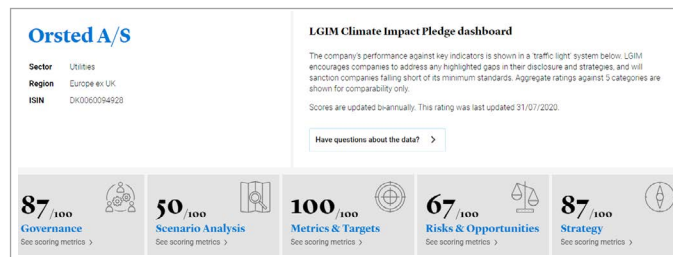 Orsted A/S
Sector Utilities
Region Europe ex UK
ISIN DK0060094928
LGIM Climate Impact Pledge dashboard
The company's performance against key indicators is shown in a 'traffic light' system below. LGIM
encourages companies to address any highlighted gaps in their disclosure and strategies, and will
sanction companies falling short of its minimum standards. Aggregate ratings against 5 categories are
shown for comparability only.
Scores are updated bi-annually. This rating was last updated 31/07/2020.
Have questions about the data? >
87/100
Governance
See scoring metrics >
50/100
Scenario Analysis
See scoring metrics >
100/100
Metrics & Targets
See scoring metrics >
67/100
Risks & Opportunities
See scoring metrics >
87/100
Strategy
See scoring metrics >